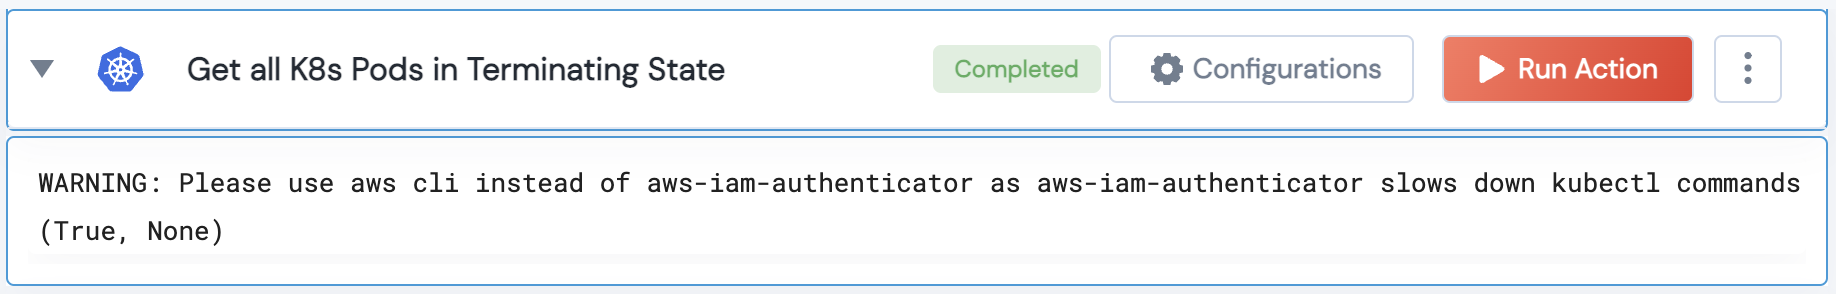 Get all K8s Pods in Terminating State
Completed
Configurations
Run Action
WARNING: Please use aws cli instead of aws-iam-authenticator as aws-iam-authenticator slows down kubectl commands
(True, None)